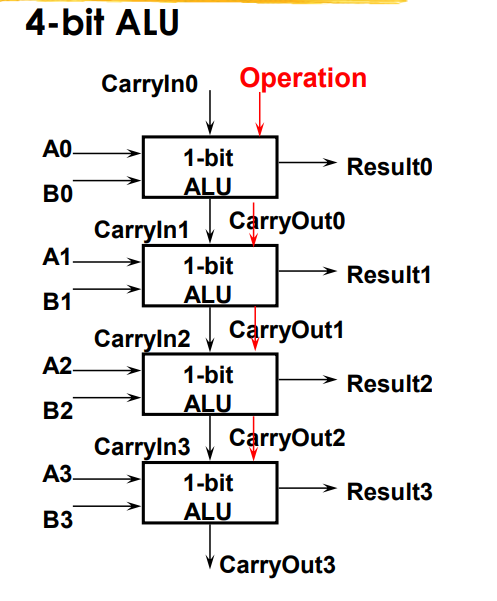 4-bit ALU
CarryIn0
Operation
A0
B0
1-bit
ALU
Result0
CarryIn1
CarryOut0
A1
B1
1-bit
ALU
Result1
CarryIn2
CarryOut1
A2
B2
1-bit
ALU
Result2
CarryIn3
CarryOut2
A3
B3
1-bit
ALU
Result3
CarryOut3